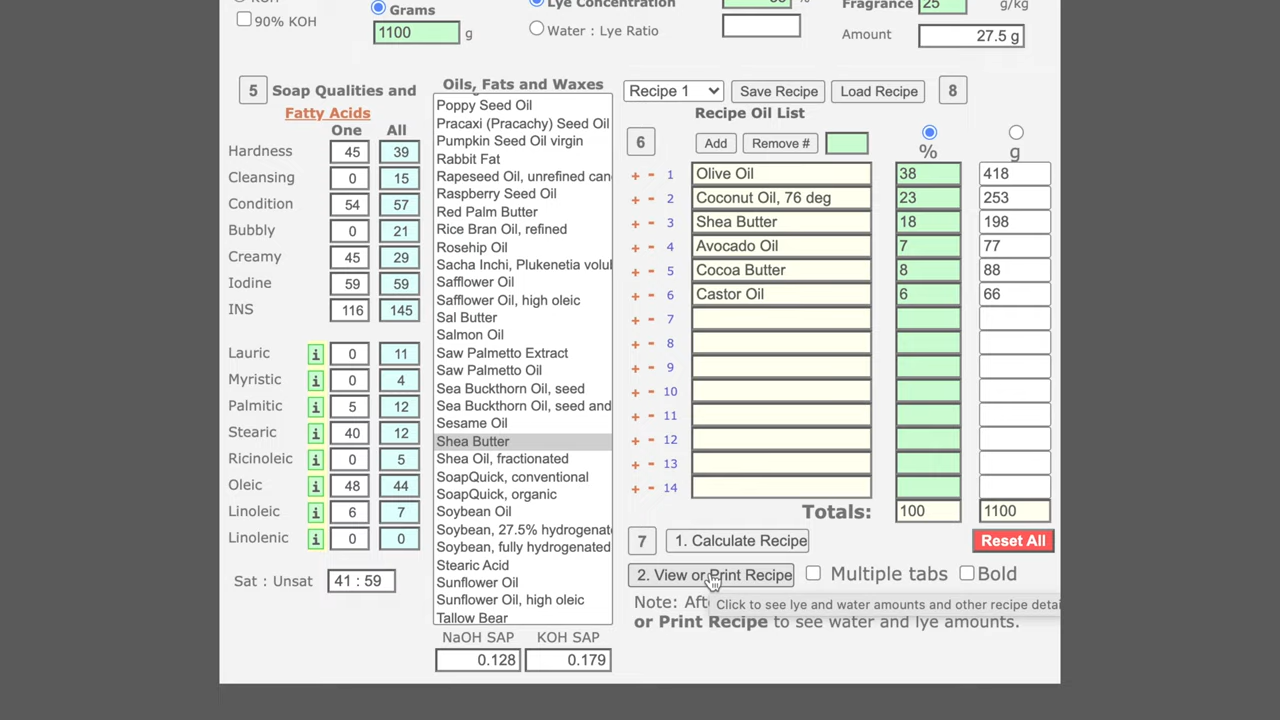 KOH
90% KOH
Grams
1100 g
Lye Concentration %
Water : Lye Ratio
Fragrance 25 g/kg
Amount 27.5 g
5 Soap Qualities and
Fatty Acids
One All
Hardness 45 39
Cleansing 0 15
Condition 54 57
Bubbly 0 21
Creamy 45 29
Iodine 59 59
INS 116 145
Lauric i 0 11
Myristic i 0 4
Palmitic i 5 12
Stearic i 40 12
Ricinoleic i 0 5
Oleic i 48 44
Linoleic i 6 7
Linolenic i 0 0
Sat : Unsat 41 : 59
Oils, Fats and Waxes
Poppy Seed Oil
Pracaxi (Pracachy) Seed Oil
Pumpkin Seed Oil virgin
Rabbit Fat
Rapeseed Oil, unrefined can
Raspberry Seed Oil
Red Palm Butter
Rice Bran Oil, refined
Rosehip Oil
Sacha Inchi, Plukenetia volu
Safflower Oil
Safflower Oil, high oleic
Sal Butter
Salmon Oil
Saw Palmetto Extract
Saw Palmetto Oil
Sea Buckthorn Oil, seed
Sea Buckthorn Oil, seed and
Sesame Oil
Shea Butter
Shea Oil, fractionated
SoapQuick, conventional
SoapQuick, organic
Soybean Oil
Soybean, 27.5% hydrogenat
Soybean, fully hydrogenated
Stearic Acid
Sunflower Oil
Sunflower Oil, high oleic
Tallow Bear
NaOH SAP KOH SAP
0.128 0.179
Recipe 1 Save Recipe Load Recipe 8
Recipe Oil List
6 Add Remove # % g
+ - 1 Olive Oil 38 418
+ - 2 Coconut Oil, 76 deg 23 253
+ - 3 Shea Butter 18 198
+ - 4 Avocado Oil 7 77
+ - 5 Cocoa Butter 8 88
+ - 6 Castor Oil 6 66
+ - 7
+ - 8
+ - 9
+ - 10
+ - 11
+ - 12
+ - 13
+ - 14
Totals: 100 1100
7 1. Calculate Recipe Reset All
2. View or Print Recipe Multiple tabs Bold
Note: Aft
Click to see lye and water amounts and other recipe detai
or Print Recipe to see water and lye amounts.